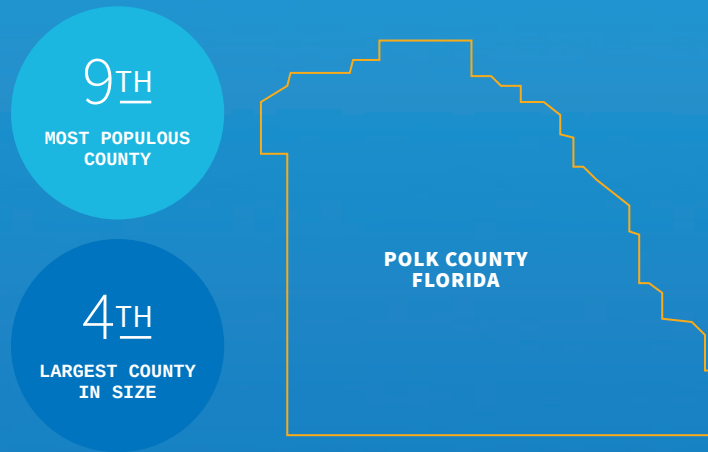 9TH
MOST POPULOUS
COUNTY
4TH
LARGEST COUNTY
IN SIZE
POLK COUNTY
FLORIDA